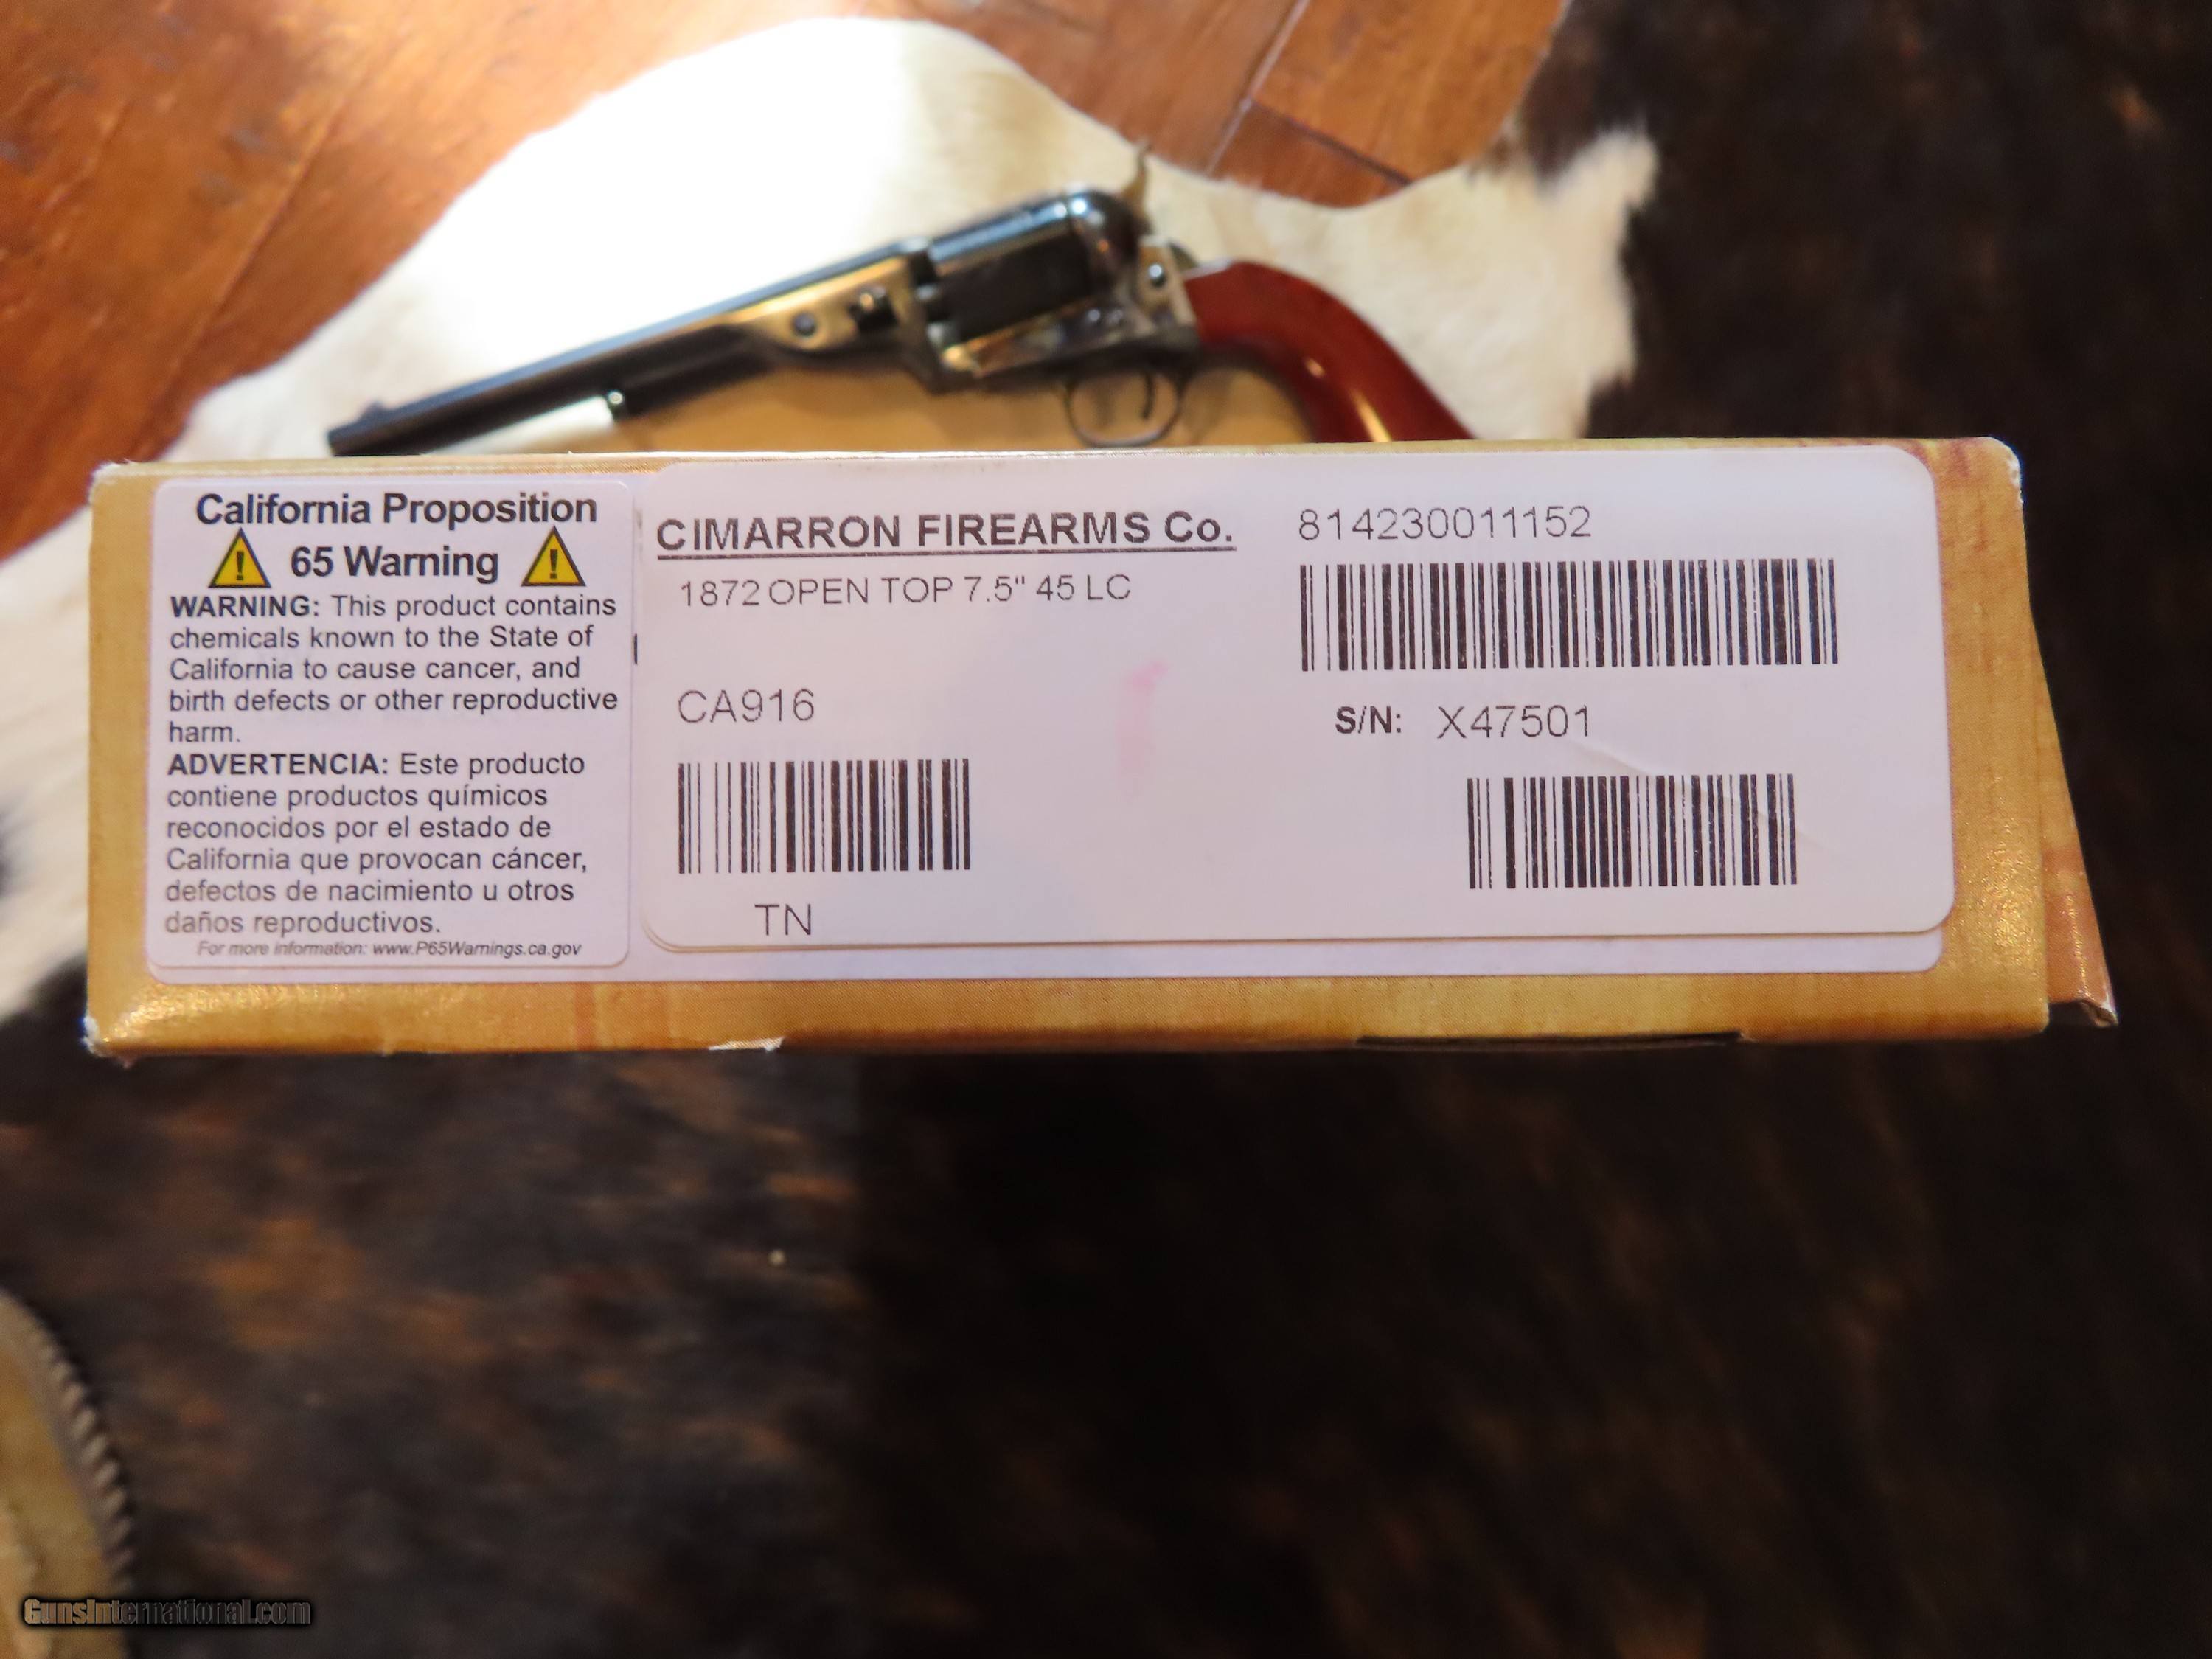 California Proposition
65 Warning
WARNING: This product contains
chemicals known to the State of
California to cause cancer, and
birth defects or other reproductive
harm.
ADVERTENCIA: Este producto
contiene productos químicos
reconocidos por el estado de
California que provocan cáncer,
defectos de nacimiento u otros
daños reproductivos.
For more information: www.P65Warnings.ca.gov
CIMARRON FIREARMS Co.
1872 OPEN TOP 7.5" 45 LC
CA916
TN
814230011152
S/N: X47501
GunsInternational.com